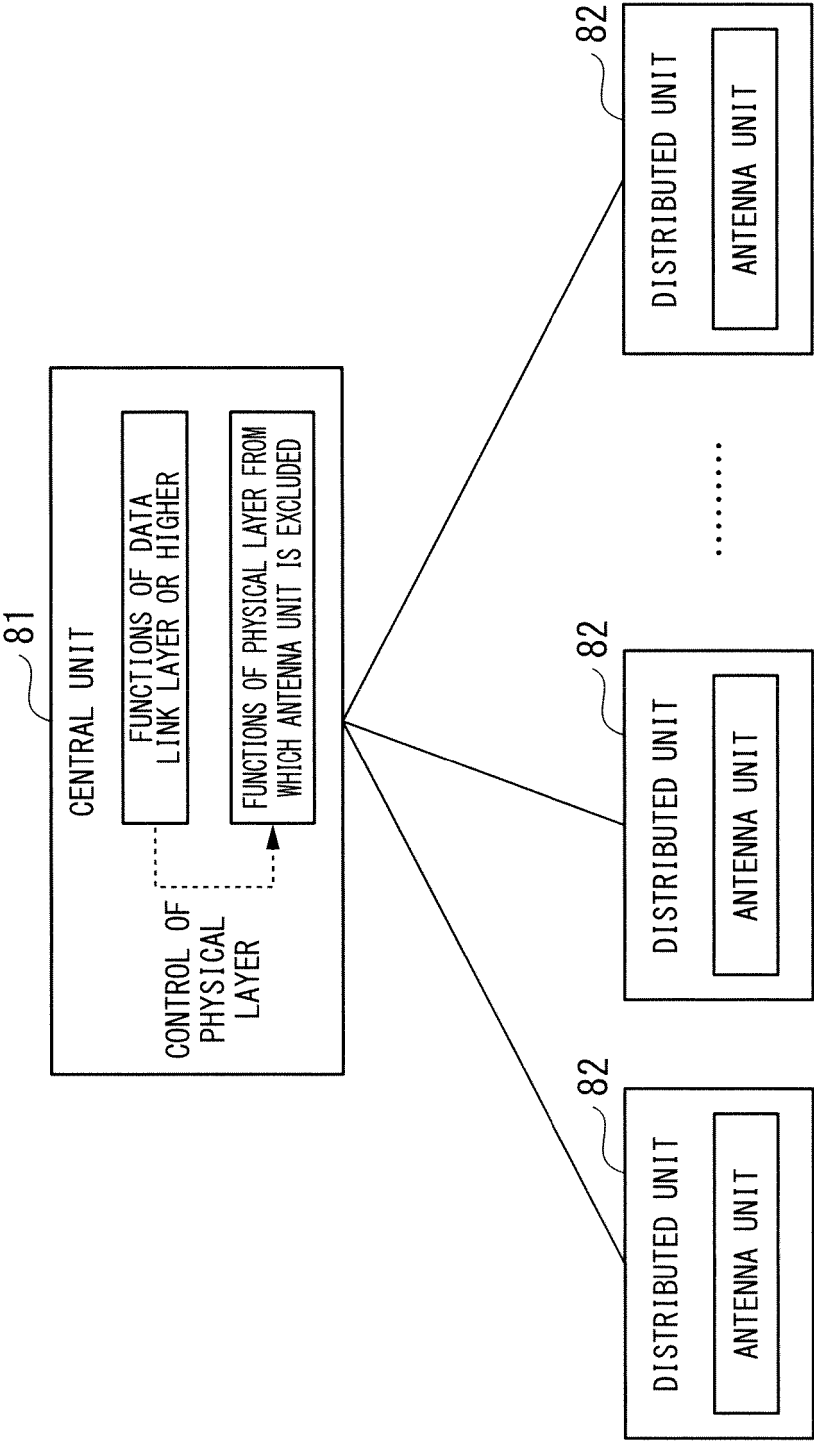 81
CENTRAL UNIT
FUNCTIONS OF DATA
LINK LAYER OR HIGHER
CONTROL OF
PHYSICAL
LAYER
FUNCTIONS OF PHYSICAL LAYER FROM
WHICH ANTENNA UNIT IS EXCLUDED
82
DISTRIBUTED UNIT
ANTENNA UNIT
82
DISTRIBUTED UNIT
ANTENNA UNIT
.........
82
DISTRIBUTED UNIT
ANTENNA UNIT